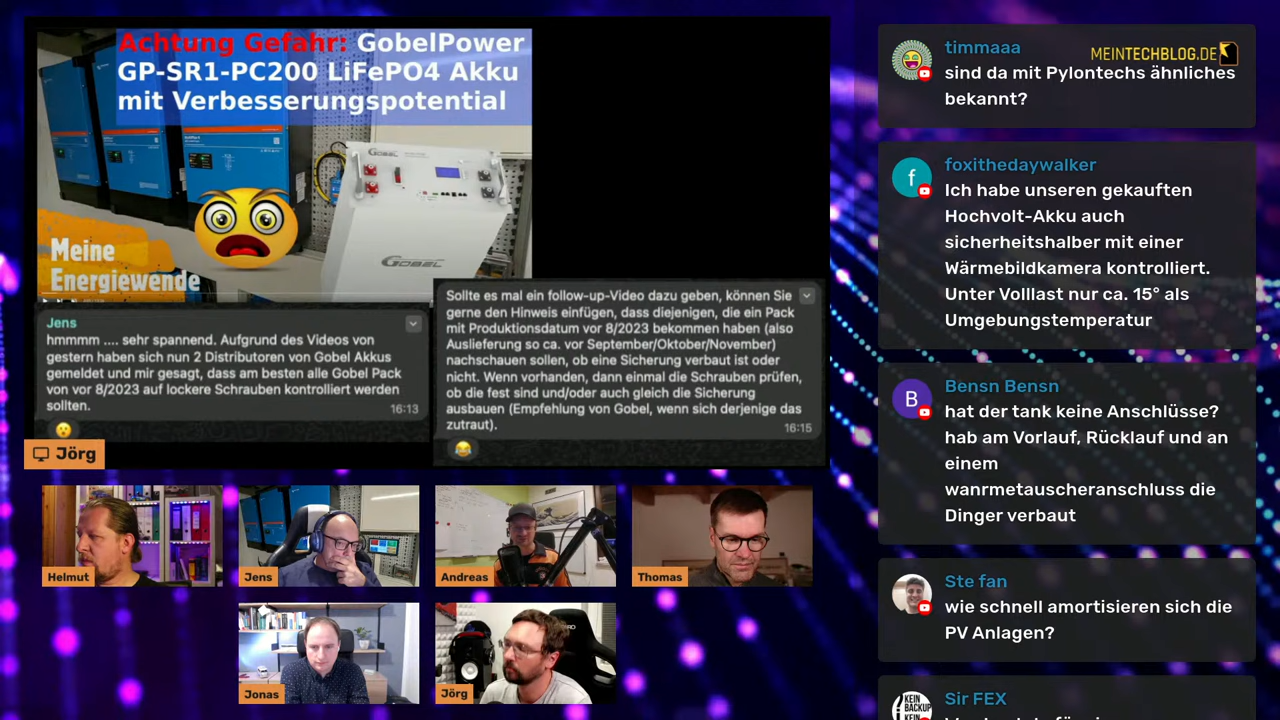 Achtung Gefahr: GobelPower
GP-SR1-PC200 LiFePO4 Akku
mit Verbesserungspotential
GOBEL
GOBEL
Meine
Energiewende
Jens
hmmmm .... sehr spannend. Aufgrund des Videos von
gestern haben sich nun 2 Distributoren von Gobel Akkus
gemeldet und mir gesagt, dass am besten alle Gobel Pack
von vor 8/2023 auf lockere Schrauben kontrolliert werden
sollten.
16:13
Sollte es mal ein follow-up-Video dazu geben, können Sie
gerne den Hinweis einfügen, dass diejenigen, die ein Pack
mit Produktionsdatum vor 8/2023 bekommen haben (also
Auslieferung so ca. vor September/Oktober/November)
nachschauen sollen, ob eine Sicherung verbaut ist oder
nicht. Wenn vorhanden, dann einmal die Schrauben prüfen,
ob die fest sind und/oder auch gleich die Sicherung
ausbauen (Empfehlung von Gobel, wenn sich derjenige das
zutraut).
16:15
Jörg
Helmut
Jens
Andreas
Thomas
Jonas
Jörg
MEINTECHBLOG.DE
timmaaa
sind da mit Pylontechs ähnliches
bekannt?
f
foxithedaywalker
Ich habe unseren gekauften
Hochvolt-Akku auch
sicherheitshalber mit einer
Wärmebildkamera kontrolliert.
Unter Volllast nur ca. 15° als
Umgebungstemperatur
B
Bensn Bensn
hat der tank keine Anschlüsse?
hab am Vorlauf, Rücklauf und an
einem
wanrmetauscheranschluss die
Dinger verbaut
Ste fan
wie schnell amortisieren sich die
PV Anlagen?
KEIN
BACKUP
Sir FEX